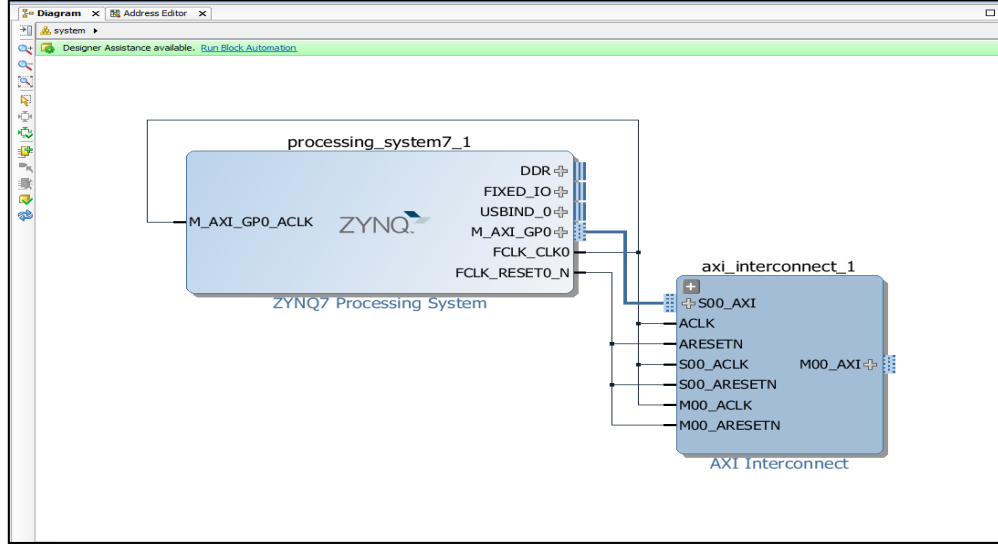 Diagram × Address Editor ×
system
Designer Assistance available. Run Block Automation
processing_system7_1
DDR
FIXED_IO
USBIND_0
M_AXI_GP0_ACLK ZYNQ. M_AXI_GP0
FCLK_CLK0
FCLK_RESET0_N
ZYNQ7 Processing System
axi_interconnect_1
S00_AXI
ACLK
ARESETN
S00_ACLK M00_AXI
S00_ARESETN
M00_ACLK
M00_ARESETN
AXI Interconnect